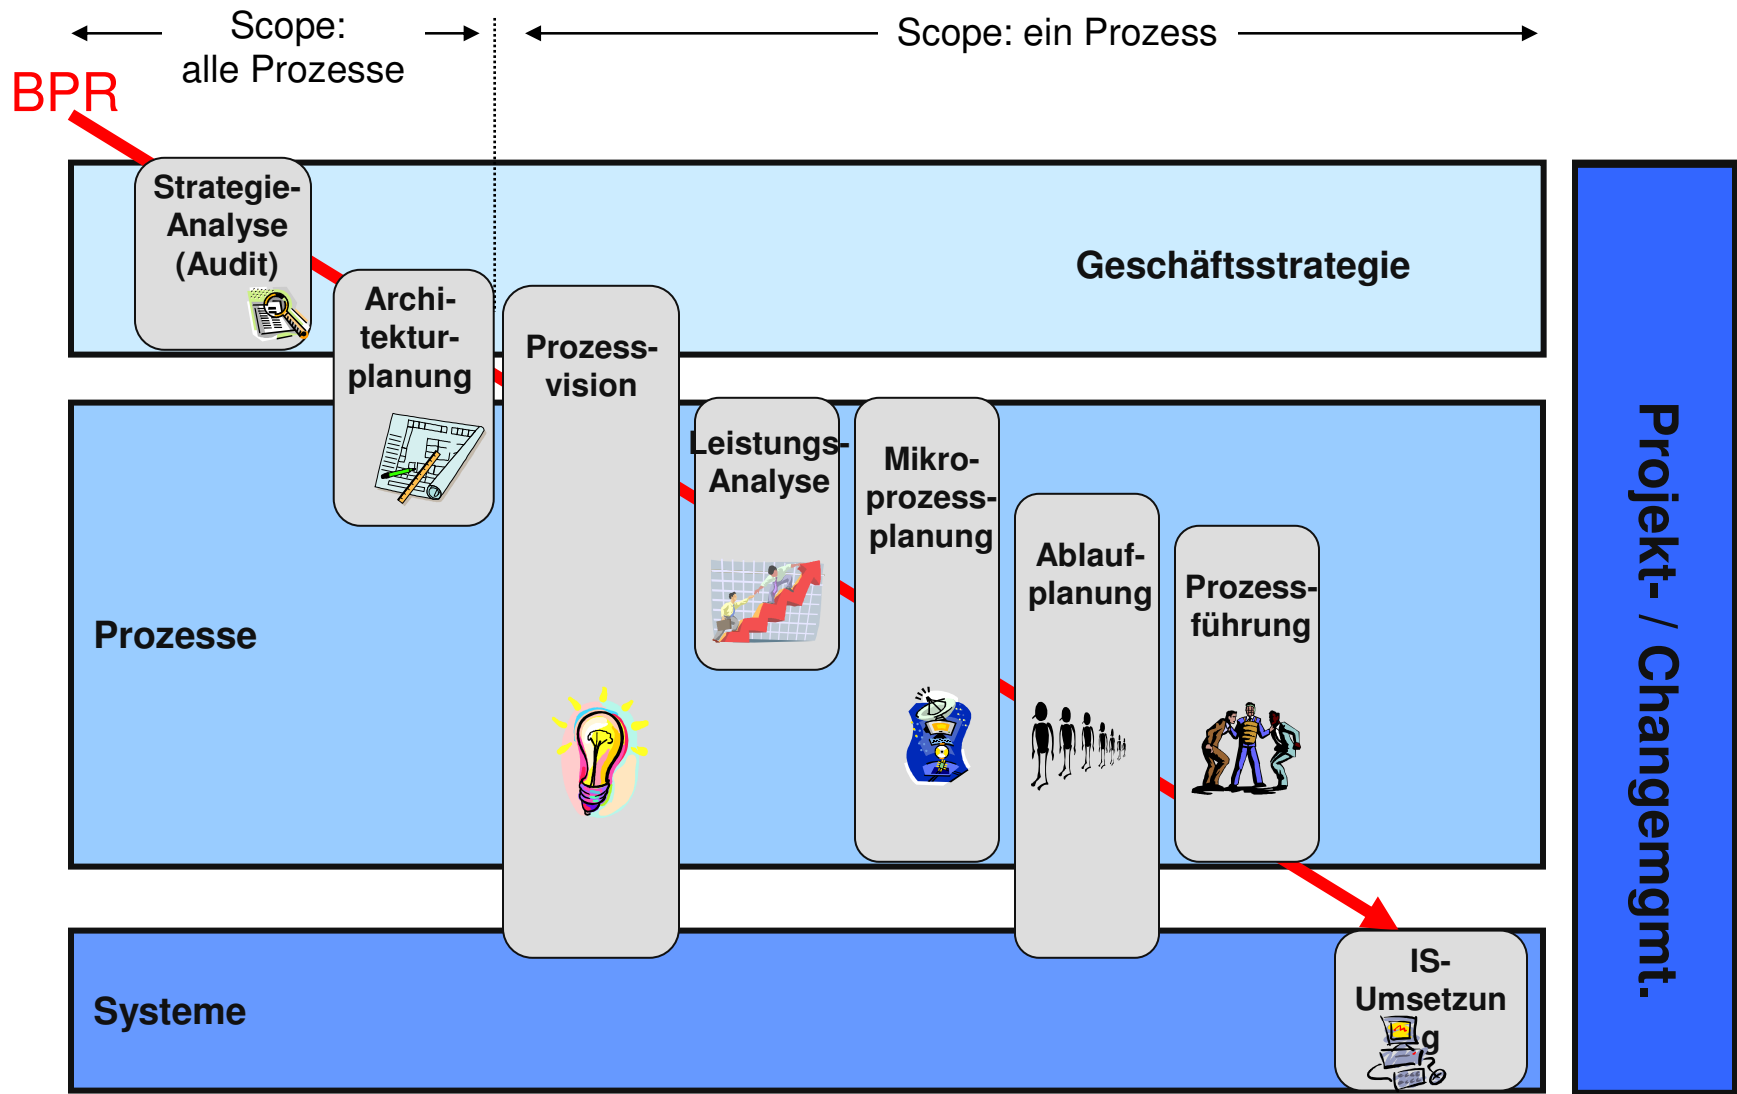 Scope:
alle Prozesse
Scope: ein Prozess
BPR
Strategie-
Analyse
(Audit)
Geschäftsstrategie
Archi-
tektur-
planung
Prozess-
vision
Leistungs-
Analyse
Mikro-
prozess-
planung
Ablauf-
planung
Prozess-
führung
Prozesse
IS-
Umsetzun
g
Systeme
Projekt- / Changemgmt.